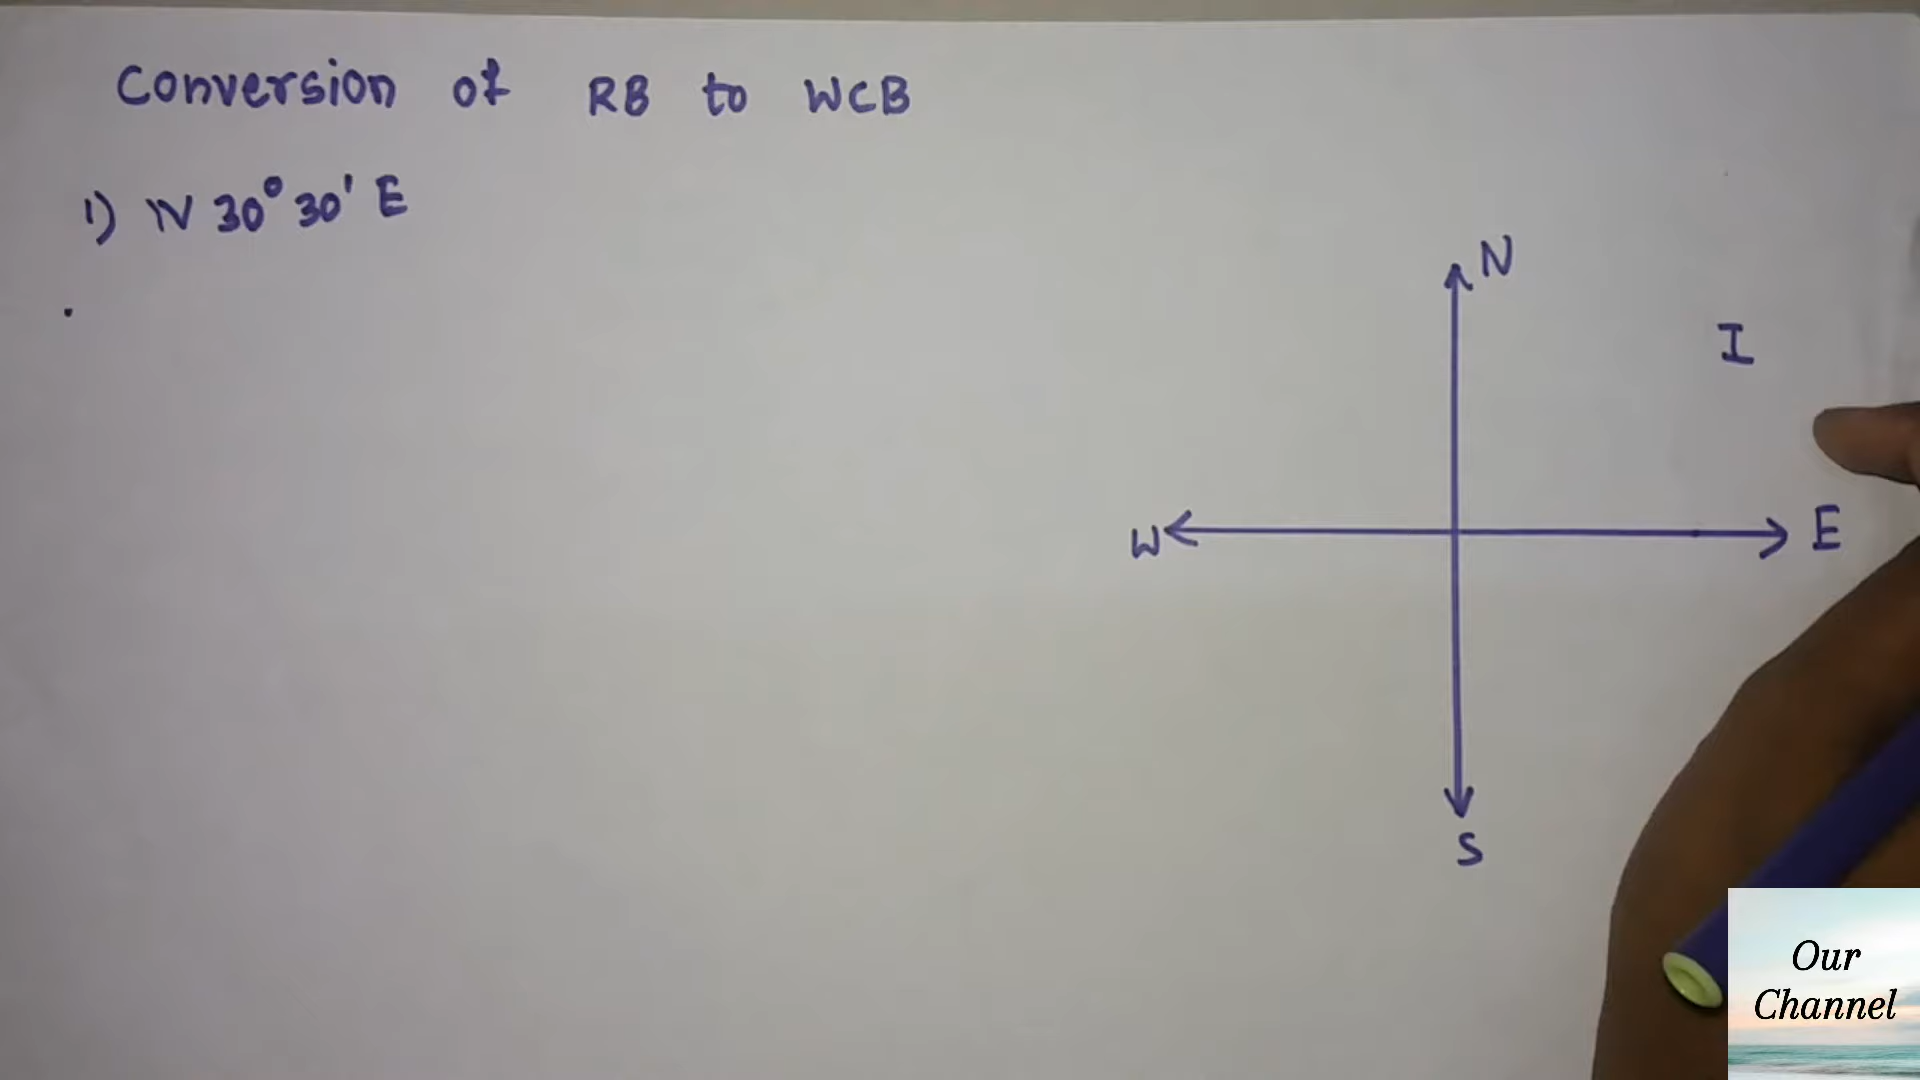 Conversion of RB to WCB
1) N 30° 30' E
N
I
W
E
S
Our
Channel